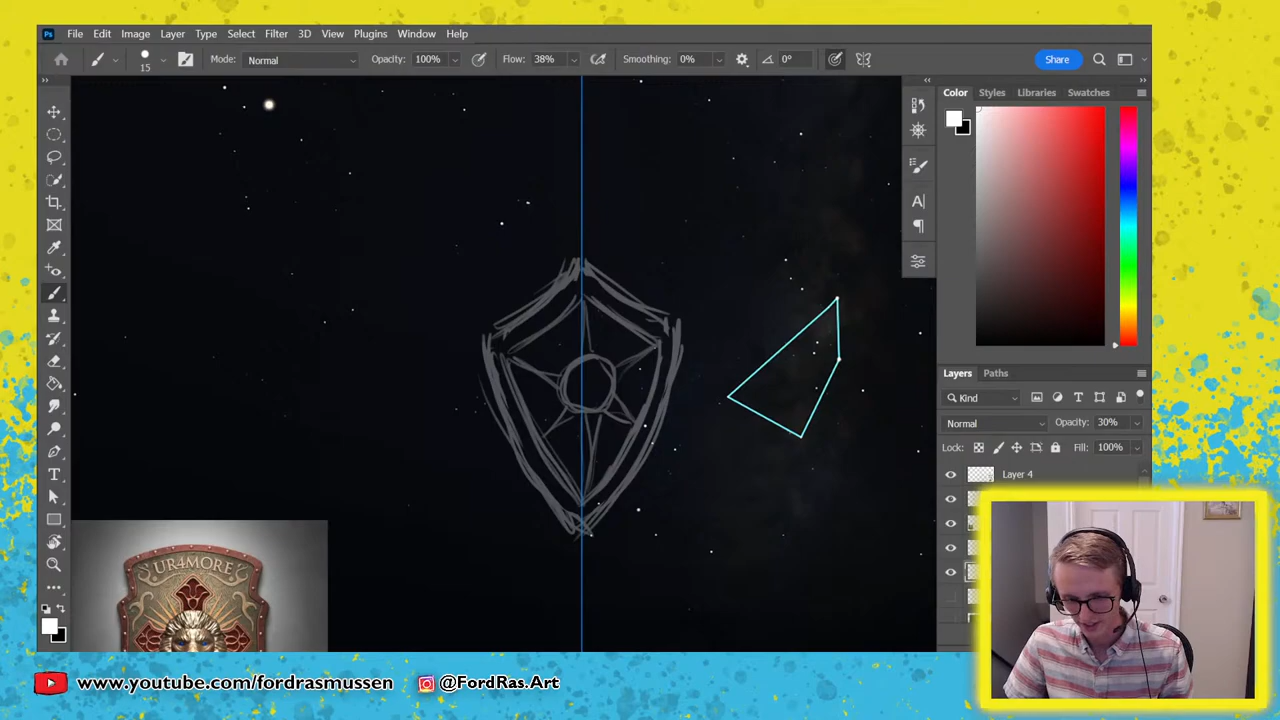 Ps File Edit Image Layer Type Select Filter 3D View Plugins Window Help
15 Mode: Normal Opacity: 100% Flow: 38% Smoothing: 0% 0° Share
Color Styles Libraries Swatches
Layers Paths
Kind
Normal Opacity: 30%
Lock: Fill: 100%
Layer 4
UR4MORE
www.youtube.com/fordrasmussen @FordRas.Art